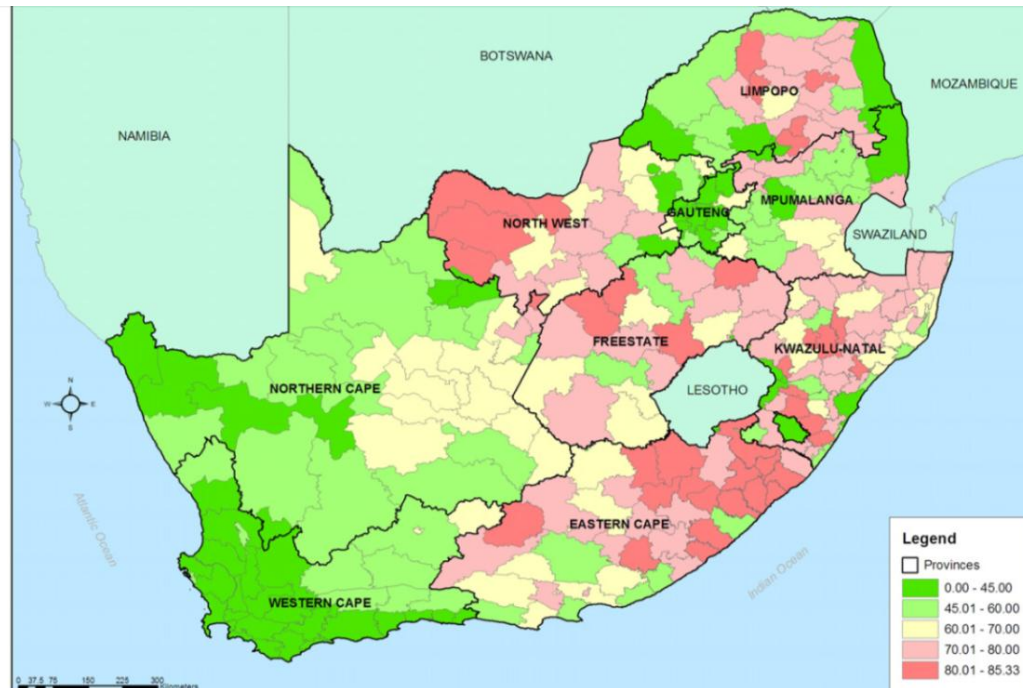 BOTSWANA
MOZAMBIQUE
LIMPOPO
NAMIBIA
MPUMALANGA
GAUTENG
NORTH WEST
SWAZILAND
FREESTATE
KWAZULU-NATAL
NORTHERN CAPE
LESOTHO
N
W E
S
EASTERN CAPE
Atlantic Ocean
Indian Ocean
WESTERN CAPE
Legend
Provinces
0.00 - 45.00
45.01 - 60.00
60.01 - 70.00
70.01 - 80.00
80.01 - 85.33
0 37.5 75 150 225 300
Kilometers